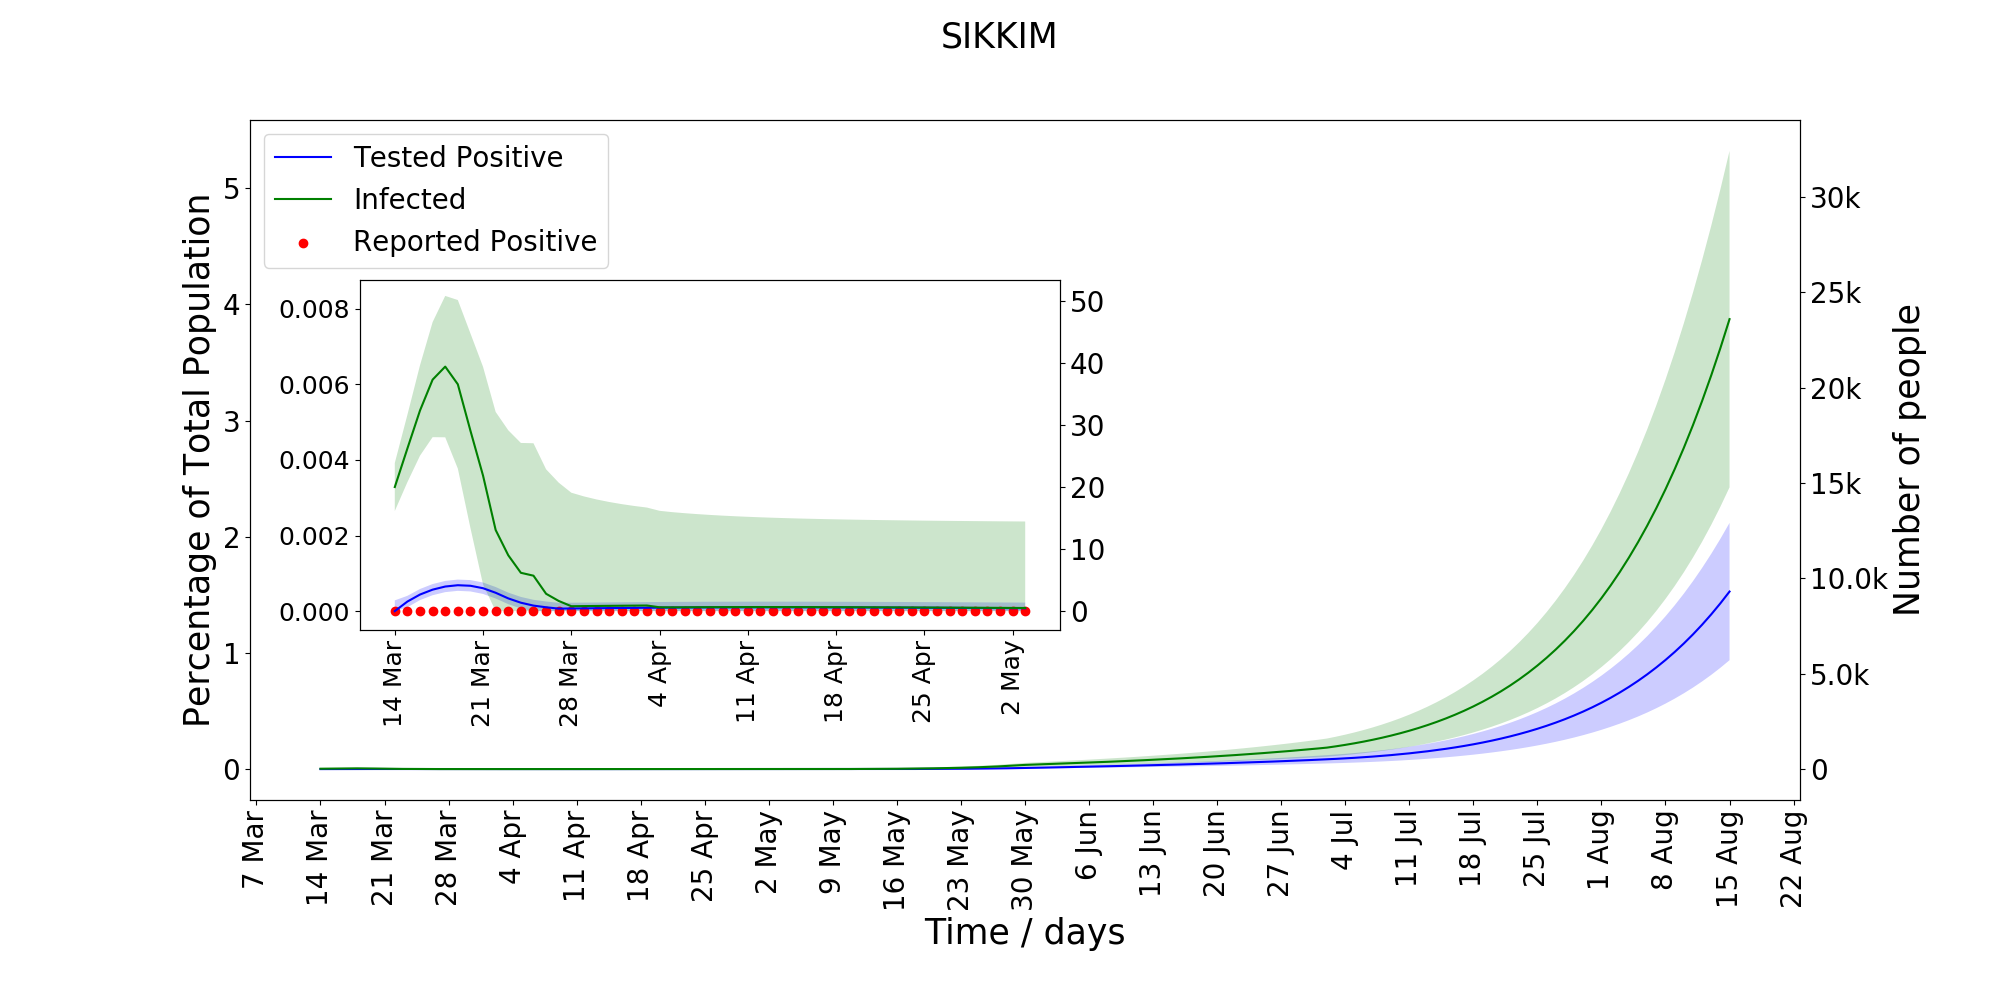 SIKKIM
Tested Positive
Infected
Reported Positive
Percentage of Total Population
5
4
3
2
1
0
0.008
0.006
0.004
0.002
0.000
50
40
30
20
10
0
14 Mar
21 Mar
28 Mar
4 Apr
11 Apr
18 Apr
25 Apr
2 May
30k
25k
20k
15k
10.0k
5.0k
0
Number of people
7 Mar
14 Mar
21 Mar
28 Mar
4 Apr
11 Apr
18 Apr
25 Apr
2 May
9 May
16 May
23 May
30 May
6 Jun
13 Jun
20 Jun
27 Jun
4 Jul
11 Jul
18 Jul
25 Jul
1 Aug
8 Aug
15 Aug
22 Aug
Time / days